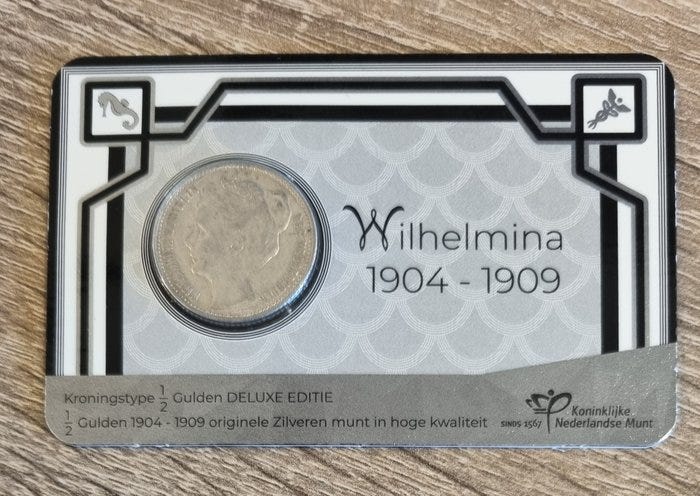 Wilhelmina
1904 - 1909
Kroningstype 1/2 Gulden DELUXE EDITIE
1/2 Gulden 1904 - 1909 originele Zilveren munt in hoge kwaliteit
SINDS 1567
Koninklijke
Nederlandse Munt